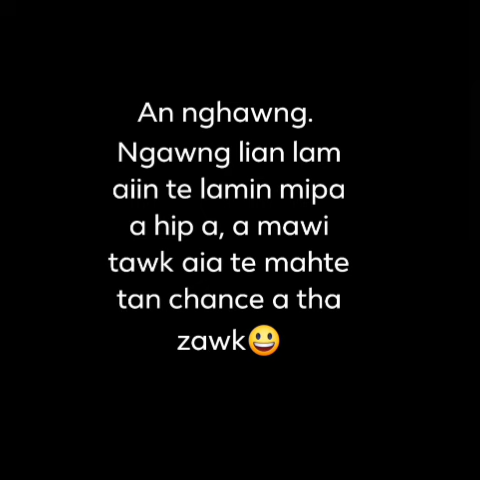 An nghawng.
Ngawng lian lam
aiin te lamin mipa
a hip a, a mawi
tawk aia te mahte
tan chance a tha
zawk😀